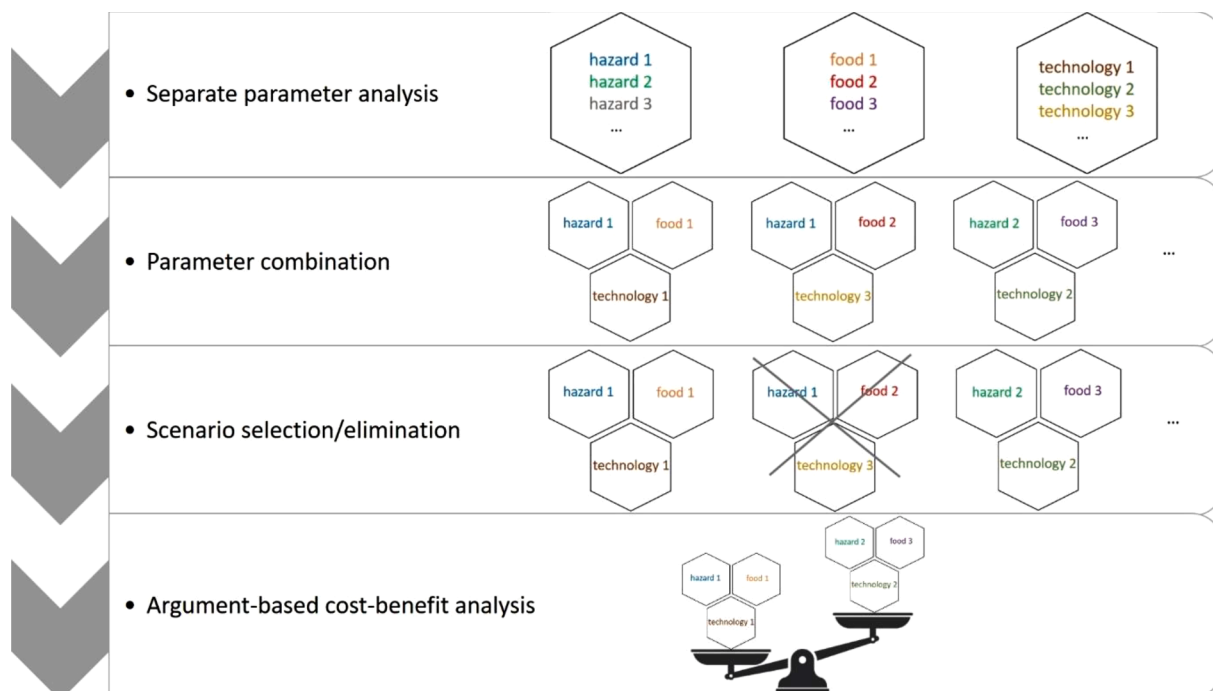 • Separate parameter analysis
hazard 1
hazard 2
hazard 3
...
food 1
food 2
food 3
...
technology 1
technology 2
technology 3
...
• Parameter combination
hazard 1 food 1
technology 1
hazard 1 food 2
technology 3
hazard 2 food 3
technology 2
...
• Scenario selection/elimination
hazard 1 food 1
technology 1
hazard 1 food 2
technology 3
hazard 2 food 3
technology 2
...
• Argument-based cost-benefit analysis
hazard 1 food 1
technology 1
hazard 2 food 3
technology 2